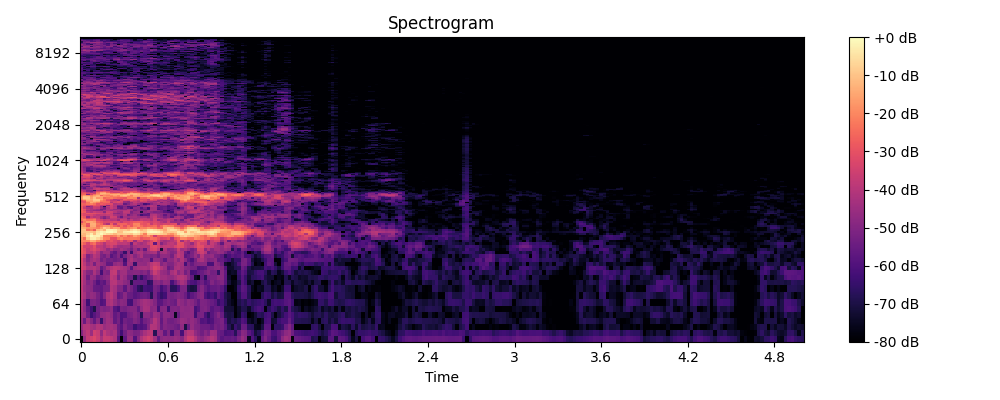 Spectrogram
Frequency
8192
4096
2048
1024
512
256
128
64
0
0 0.6 1.2 1.8 2.4 3 3.6 4.2 4.8
Time
+0 dB
-10 dB
-20 dB
-30 dB
-40 dB
-50 dB
-60 dB
-70 dB
-80 dB